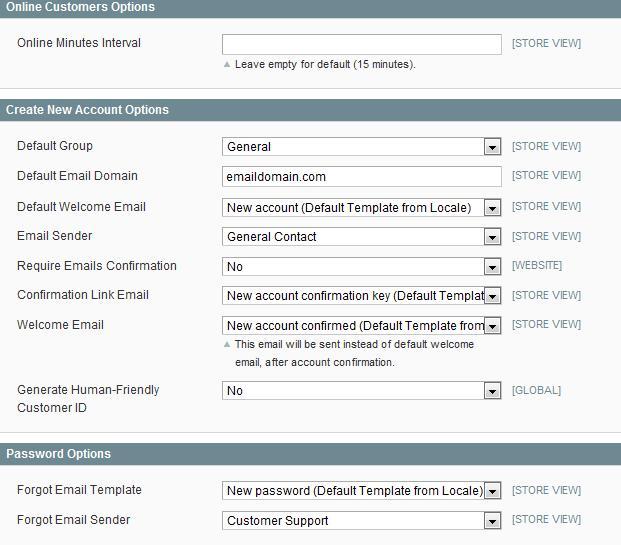 Online Customers Options
Online Minutes Interval [STORE VIEW]
Leave empty for default (15 minutes).
Create New Account Options
Default Group General [STORE VIEW]
Default Email Domain emaildomain.com [STORE VIEW]
Default Welcome Email New account (Default Template from Locale) [STORE VIEW]
Email Sender General Contact [STORE VIEW]
Require Emails Confirmation No [WEBSITE]
Confirmation Link Email New account confirmation key (Default Templat [STORE VIEW]
Welcome Email New account confirmed (Default Template from [STORE VIEW]
This email will be sent instead of default welcome
email, after account confirmation.
Generate Human-Friendly No [GLOBAL]
Customer ID
Password Options
Forgot Email Template New password (Default Template from Locale) [STORE VIEW]
Forgot Email Sender Customer Support [STORE VIEW]